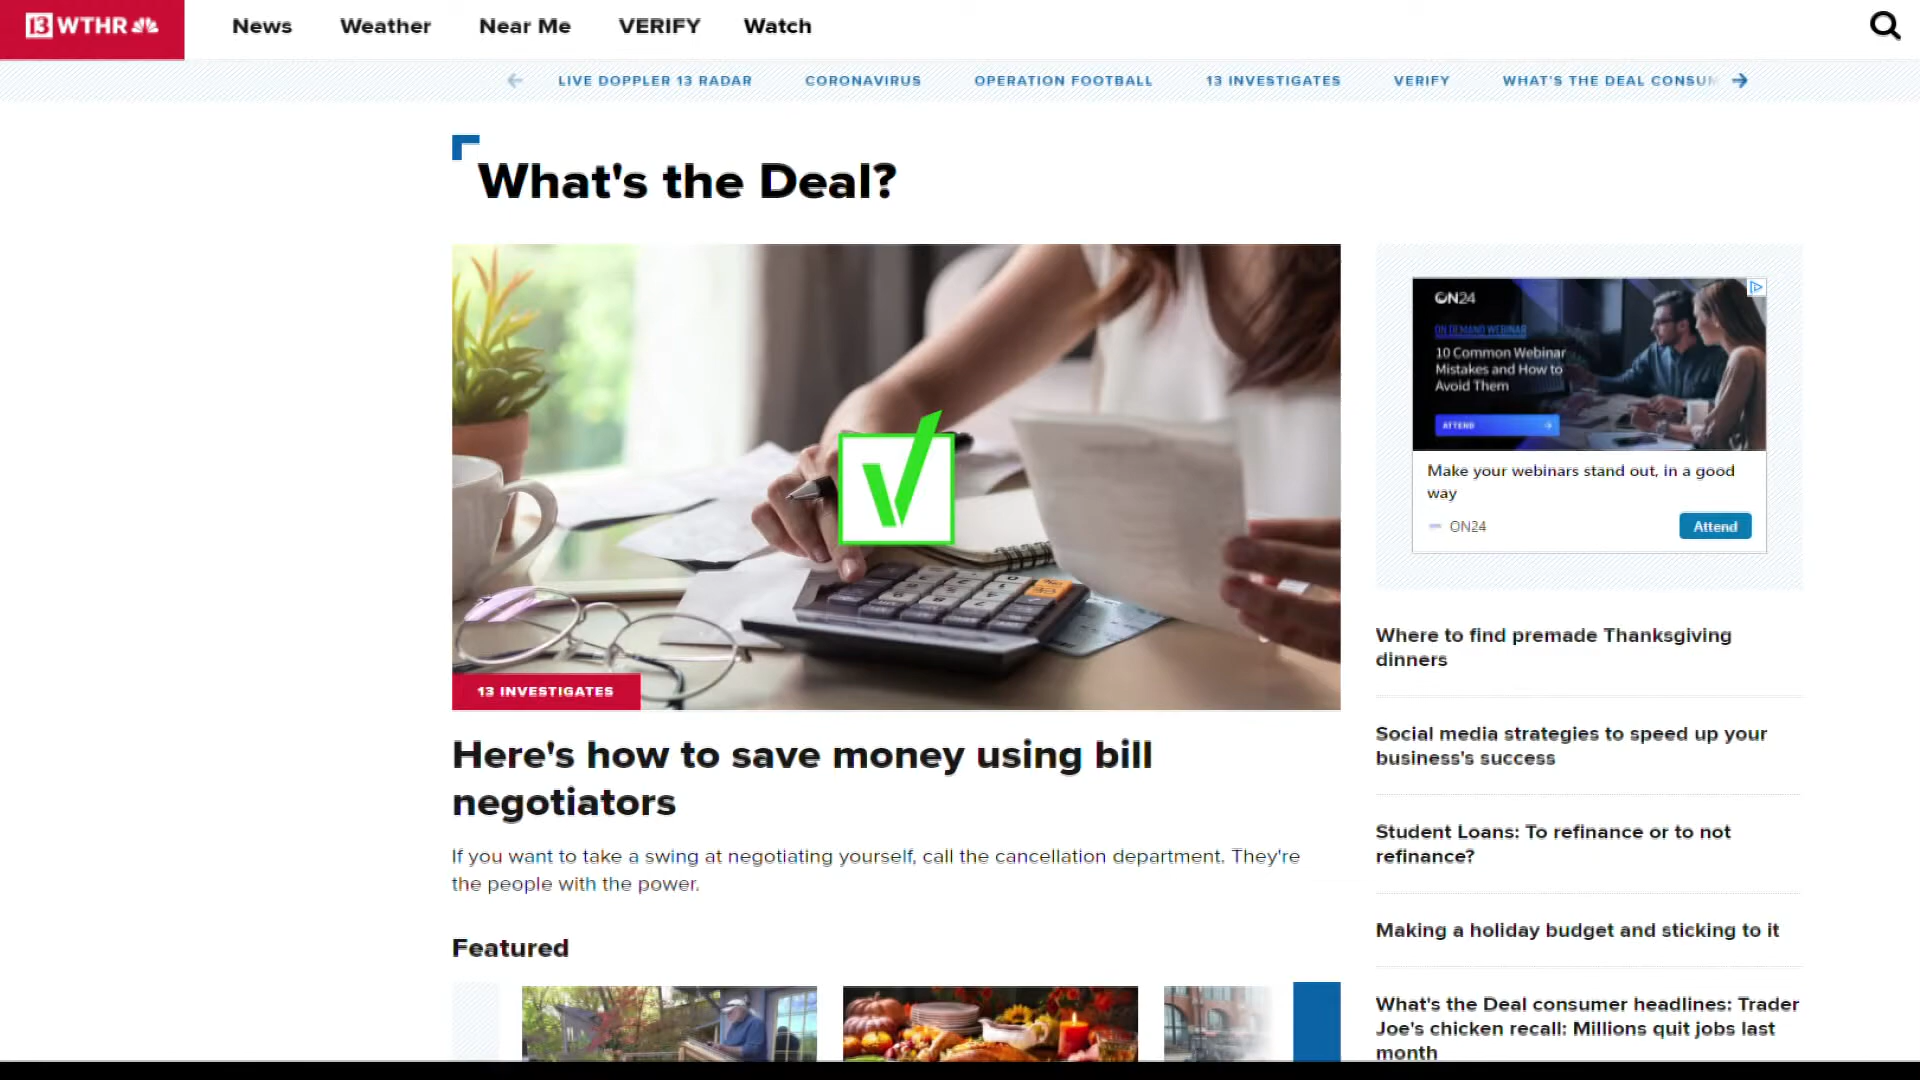 13 WTHR
News
Weather
Near Me
VERIFY
Watch
LIVE DOPPLER 13 RADAR
CORONAVIRUS
OPERATION FOOTBALL
13 INVESTIGATES
VERIFY
WHAT'S THE DEAL CONSUM
What's the Deal?
13 INVESTIGATES
Here's how to save money using bill
negotiators
If you want to take a swing at negotiating yourself, call the cancellation department. They're
the people with the power.
Featured
ON24
ON DEMAND WEBINAR
10 Common Webinar
Mistakes and How to
Avoid Them
ATTEND
Make your webinars stand out, in a good
way
ON24
Attend
Where to find premade Thanksgiving
dinners
Social media strategies to speed up your
business's success
Student Loans: To refinance or to not
refinance?
Making a holiday budget and sticking to it
What's the Deal consumer headlines: Trader
Joe's chicken recall: Millions quit jobs last
month